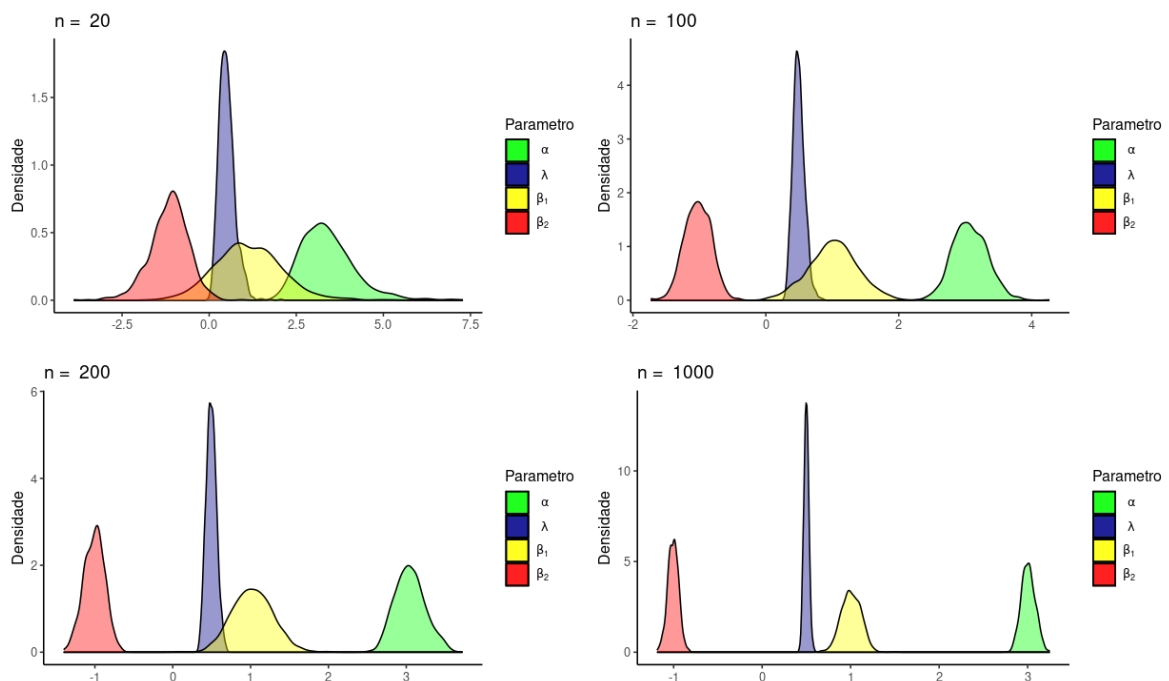 n = 20
Densidade
1.5
1.0
0.5
0.0
-2.5 0.0 2.5 5.0 7.5
Parametro
α
λ
β₁
β₂
n = 100
Densidade
4
3
2
1
0
-2 0 2 4
Parametro
α
λ
β₁
β₂
n = 200
Densidade
6
4
2
0
-1 0 1 2 3
Parametro
α
λ
β₁
β₂
n = 1000
Densidade
10
5
0
-1 0 1 2 3
Parametro
α
λ
β₁
β₂